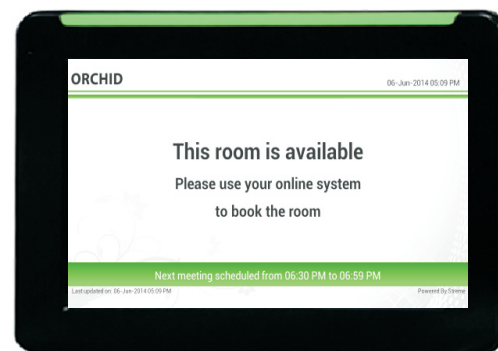 ORCHID
06-Jun-2014 05:09 PM
This room is available
Please use your online system
to book the room
Next meeting scheduled from 06:30 PM to 06:59 PM
Last updated on: 06-Jun-2014 05:09 PM
Powered By